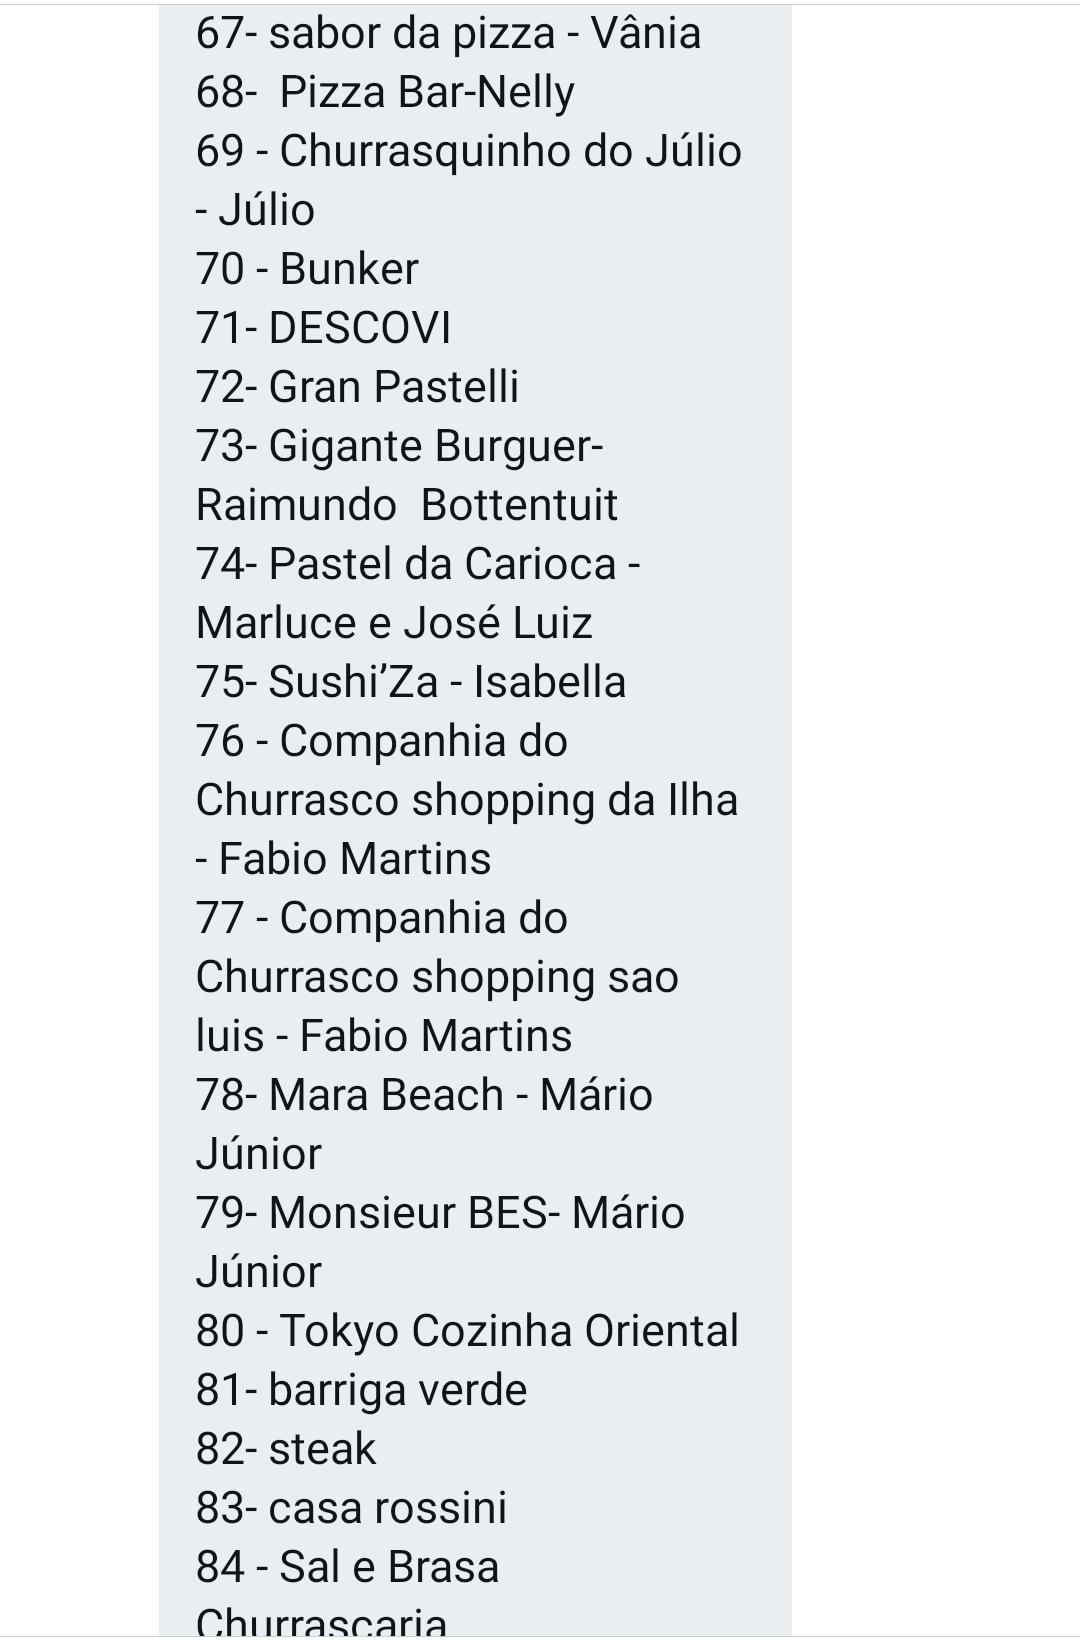 67- sabor da pizza - Vânia
68-  Pizza Bar-Nelly
69 - Churrasquinho do Júlio
- Júlio
70 - Bunker
71- DESCOVI
72- Gran Pastelli
73- Gigante Burguer-
Raimundo  Bottentuit
74- Pastel da Carioca -
Marluce e José Luiz
75- Sushi’Za - Isabella
76 - Companhia do
Churrasco shopping da Ilha
- Fabio Martins
77 - Companhia do
Churrasco shopping sao
luis - Fabio Martins
78- Mara Beach - Mário
Júnior
79- Monsieur BES- Mário
Júnior
80 - Tokyo Cozinha Oriental
81- barriga verde
82- steak
83- casa rossini
84 - Sal e Brasa
Churrascaria